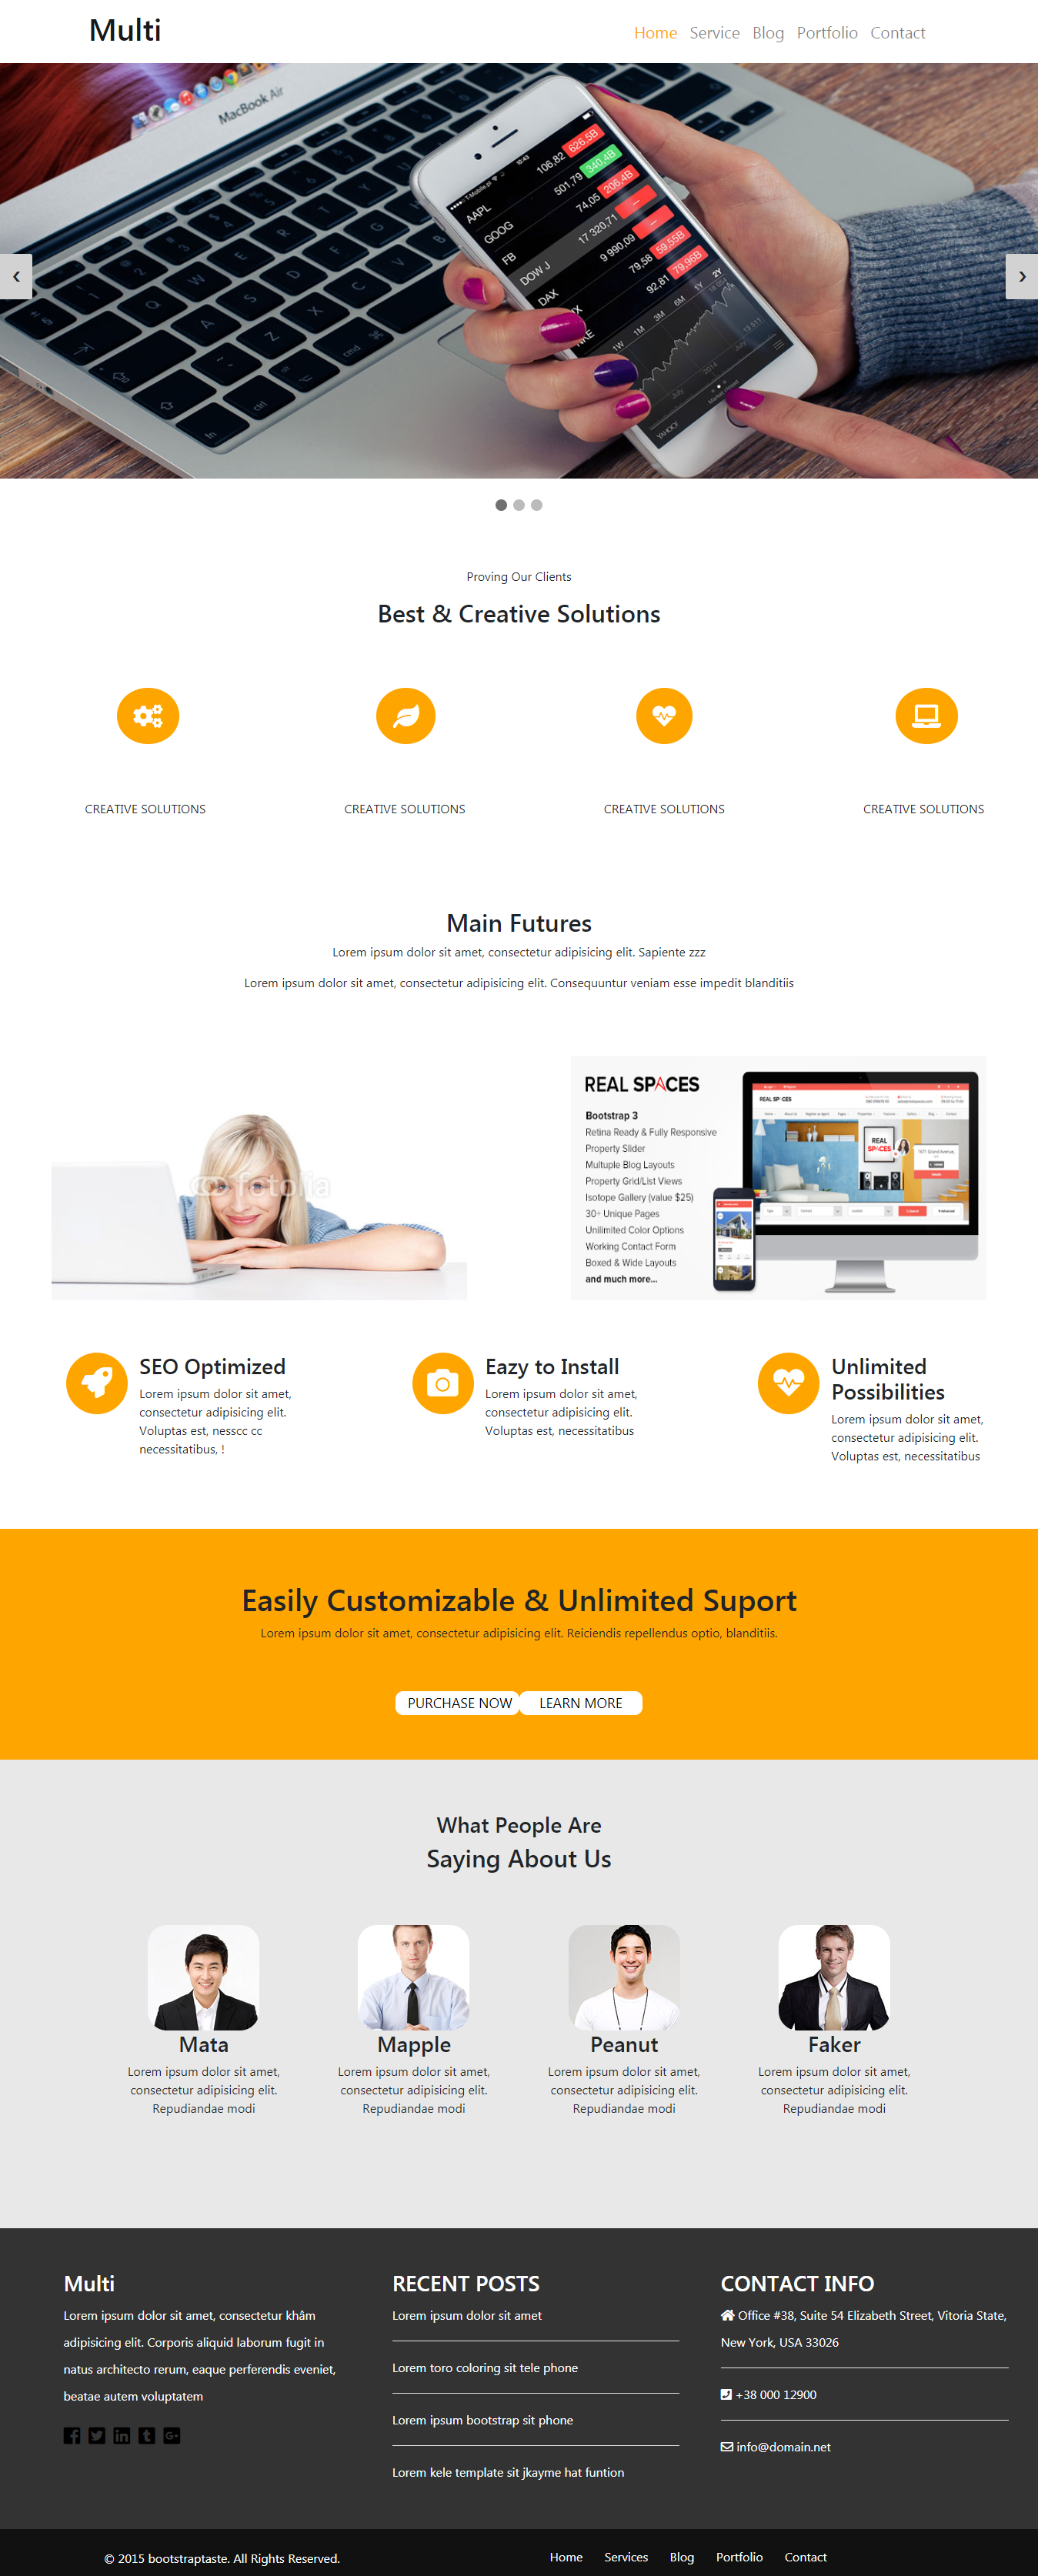 Multi
Home Service Blog Portfolio Contact
MacBook Air
T-Mobile.pl 10:43
AAPL 106,82 626,5B
GOOG 501,79 340,4B
FB 74,05 206,4B
DOW J 17 320,71
DAX 9 990,09
79,58 59,55B
NKE 92,81 79,96B
1W 1M 3M 6M 1Y 2Y
‹
›
Proving Our Clients
Best & Creative Solutions
CREATIVE SOLUTIONS
CREATIVE SOLUTIONS
CREATIVE SOLUTIONS
CREATIVE SOLUTIONS
Main Futures
Lorem ipsum dolor sit amet, consectetur adipisicing elit. Sapiente zzz
Lorem ipsum dolor sit amet, consectetur adipisicing elit. Consequuntur veniam esse impedit blanditiis
fotolia
REAL SPACES
Bootstrap 3
Retina Ready & Fully Responsive
Property Slider
Multiple Blog Layouts
Property Grid/List Views
Isotope Gallery (value $25)
30+ Unique Pages
Unilimited Color Options
Working Contact Form
Boxed & Wide Layouts
and much more...
REAL SPACES
REAL SPACES
SEO Optimized
Lorem ipsum dolor sit amet,
consectetur adipisicing elit.
Voluptas est, nesscc cc
necessitatibus, !
Eazy to Install
Lorem ipsum dolor sit amet,
consectetur adipisicing elit.
Voluptas est, necessitatibus
Unlimited
Possibilities
Lorem ipsum dolor sit amet,
consectetur adipisicing elit.
Voluptas est, necessitatibus
Easily Customizable & Unlimited Suport
Lorem ipsum dolor sit amet, consectetur adipisicing elit. Reiciendis repellendus optio, blanditiis.
PURCHASE NOW LEARN MORE
What People Are
Saying About Us
Mata
Lorem ipsum dolor sit amet,
consectetur adipisicing elit.
Repudiandae modi
Mapple
Lorem ipsum dolor sit amet,
consectetur adipisicing elit.
Repudiandae modi
Peanut
Lorem ipsum dolor sit amet,
consectetur adipisicing elit.
Repudiandae modi
Faker
Lorem ipsum dolor sit amet,
consectetur adipisicing elit.
Repudiandae modi
Multi
Lorem ipsum dolor sit amet, consectetur khâm
adipisicing elit. Corporis aliquid laborum fugit in
natus architecto rerum, eaque perferendis eveniet,
beatae autem voluptatem
RECENT POSTS
Lorem ipsum dolor sit amet
Lorem toro coloring sit tele phone
Lorem ipsum bootstrap sit phone
Lorem kele template sit jkayme hat funtion
CONTACT INFO
Office #38, Suite 54 Elizabeth Street, Vitoria State,
New York, USA 33026
+38 000 12900
info@domain.net
© 2015 bootstraptaste. All Rights Reserved.
Home Services Blog Portfolio Contact